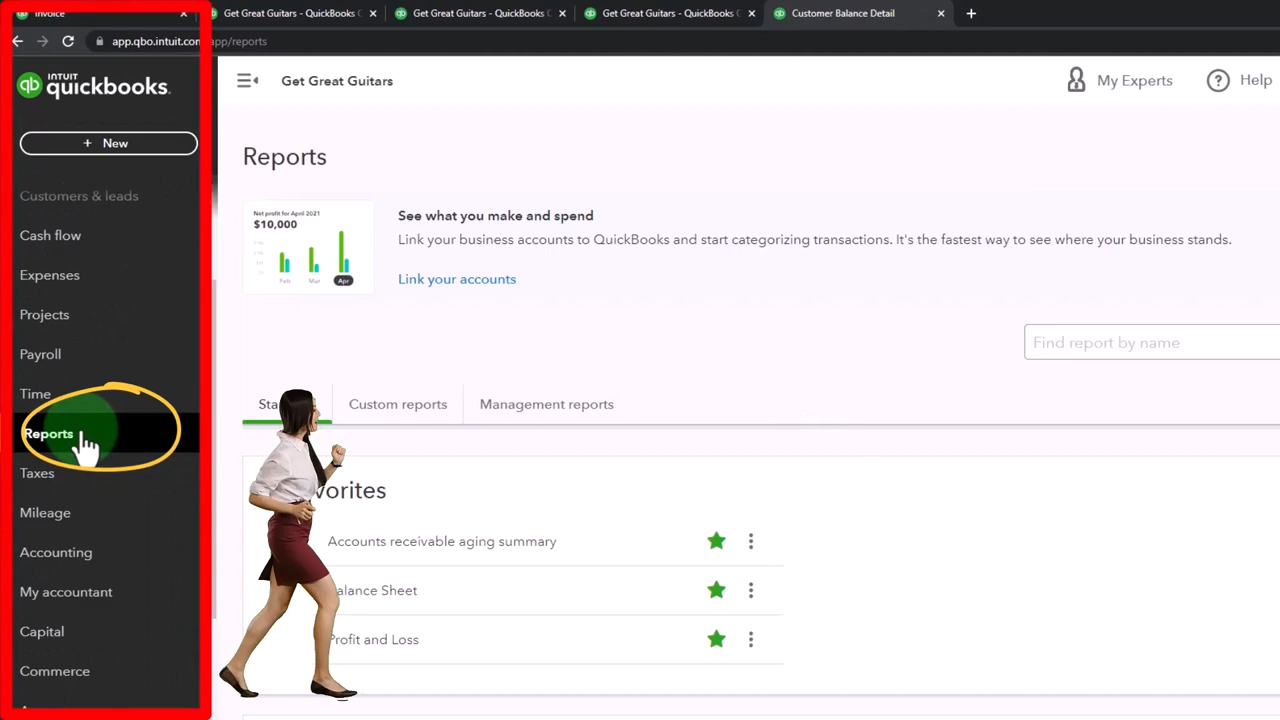 Invoice
Get Great Guitars - QuickBooks
Get Great Guitars - QuickBooks
Get Great Guitars - QuickBooks
Customer Balance Detail
app.qbo.intuit.com/app/reports
INTUIT
quickbooks.
+ New
Customers & leads
Cash flow
Expenses
Projects
Payroll
Time
Reports
Taxes
Mileage
Accounting
My accountant
Capital
Commerce
Get Great Guitars
My Experts
Help
Reports
Net profit for April 2021
$10,000
Feb Mar Apr
See what you make and spend
Link your business accounts to QuickBooks and start categorizing transactions. It's the fastest way to see where your business stands.
Link your accounts
Find report by name
Sta
Custom reports
Management reports
vorites
Accounts receivable aging summary
alance Sheet
Profit and Loss